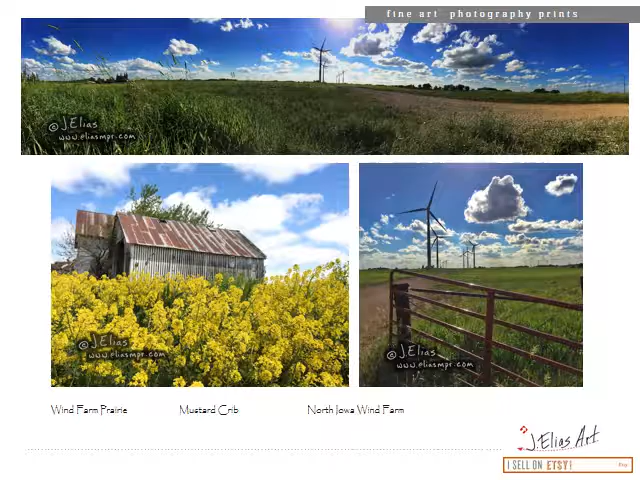 fine art photography prints
© J.Elias
www.eliasmpr.com
© J.Elias
www.eliasmpr.com
© J.Elias
www.eliasmpr.com
Wind Farm Prairie Mustard Crib North Iowa Wind Farm
J.Elias Art
I SELL ON ETSY!